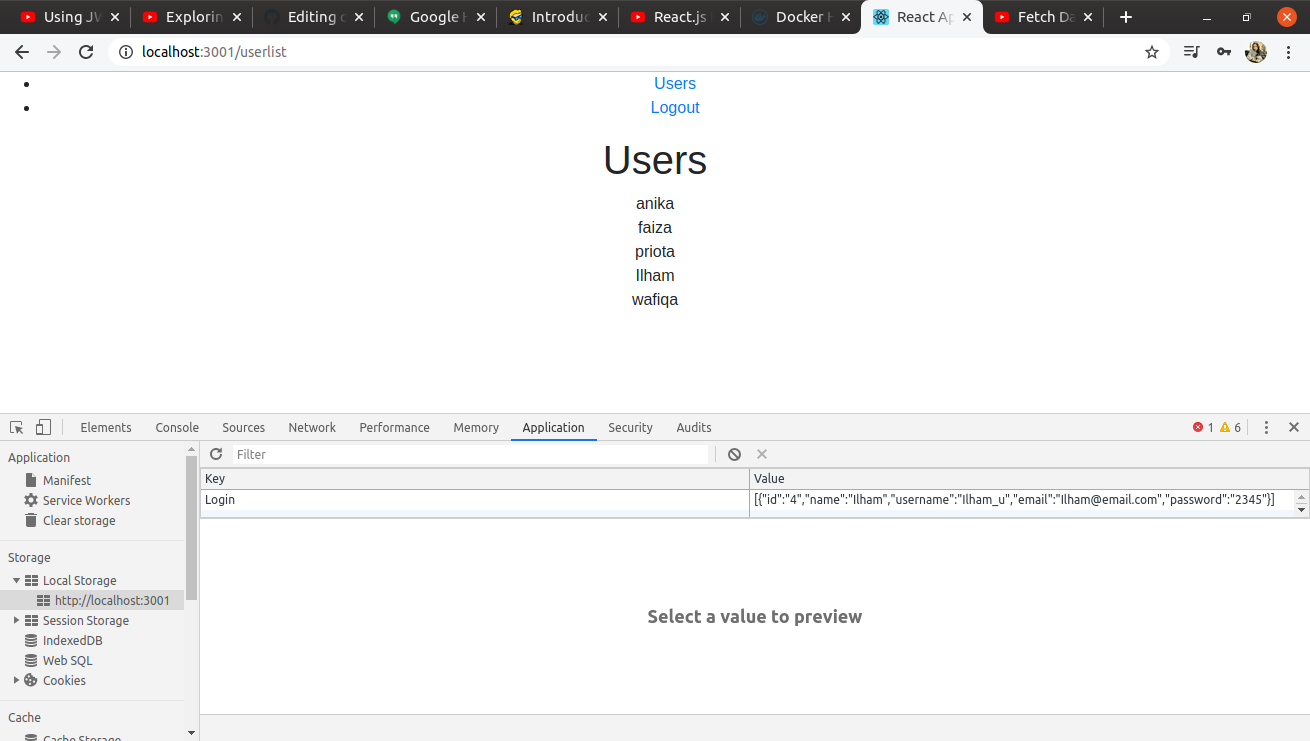 Using JW
Explorin
Editing c
Google H
Introduc
React.js
Docker H
React Ap
Fetch Da
localhost:3001/userlist
Users
Logout
Users
anika
faiza
priota
Ilham
wafiqa
Elements Console Sources Network Performance Memory Application Security Audits 1 6
Application
Manifest
Service Workers
Clear storage
Storage
Local Storage
http://localhost:3001
Session Storage
IndexedDB
Web SQL
Cookies
Cache
Cache Storage
Filter
Key Value
Login [{"id":"4","name":"Ilham","username":"Ilham_u","email":"Ilham@email.com","password":"2345"}]
Select a value to preview